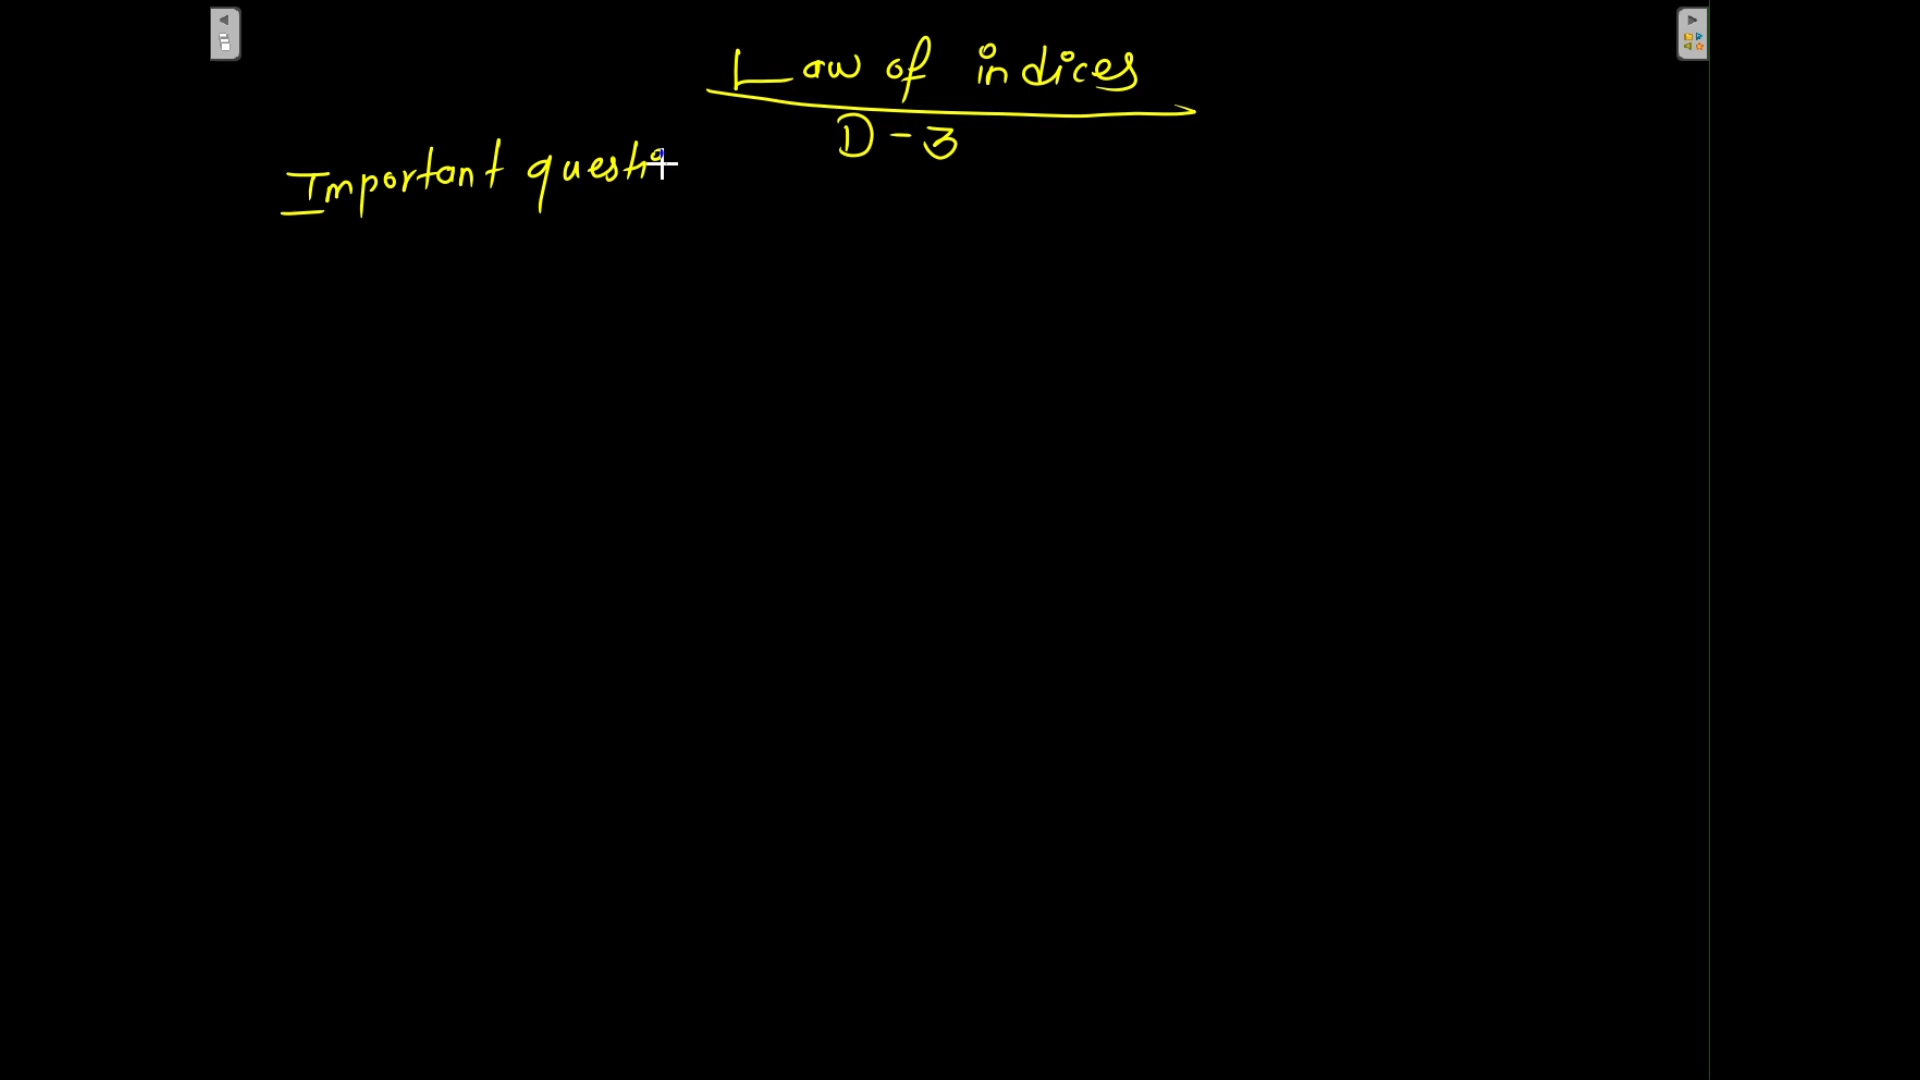 Law of indices
D-3
Important questi